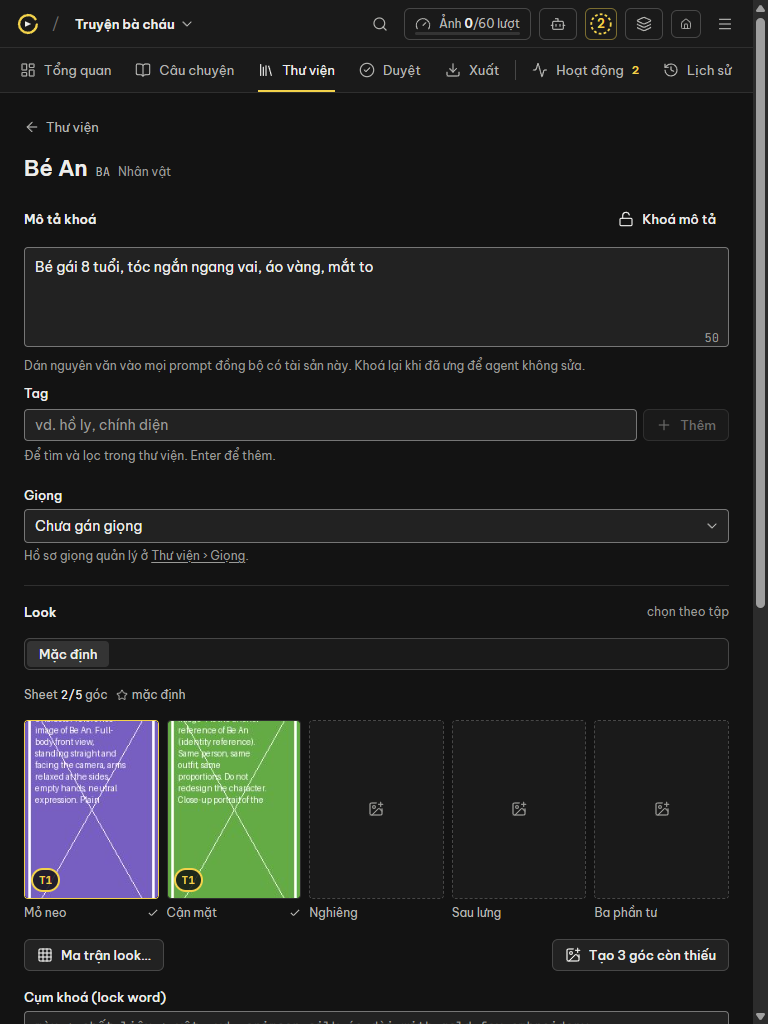 / Truyện bà cháu
Ảnh 0/60 lượt
2
Tổng quan
Câu chuyện
Thư viện
Duyệt
Xuất
Hoạt động 2
Lịch sử
Thư viện
Bé An BA Nhân vật
Mô tả khoá
Khoá mô tả
Bé gái 8 tuổi, tóc ngắn ngang vai, áo vàng, mắt to
50
Dán nguyên văn vào mọi prompt đồng bộ có tài sản này. Khoá lại khi đã ưng để agent không sửa.
Tag
vd. hồ ly, chính diện
Thêm
Để tìm và lọc trong thư viện. Enter để thêm.
Giọng
Chưa gán giọng
Hồ sơ giọng quản lý ở Thư viện › Giọng.
Look
chọn theo tập
Mặc định
Sheet 2/5 góc
mặc định
image of Be An. Full-
body front view,
standing straight and
facing the camera, arms
relaxed at the sides,
empty hands, neutral
expression. Plain
T1
reference of Be An
(identity reference).
Same person, same
outfit, same
proportions. Do not
redesign the character.
Close-up portrait of the
T1
Mỏ neo
Cận mặt
Nghiêng
Sau lưng
Ba phần tư
Ma trận look...
Tạo 3 góc còn thiếu
Cụm khoá (lock word)